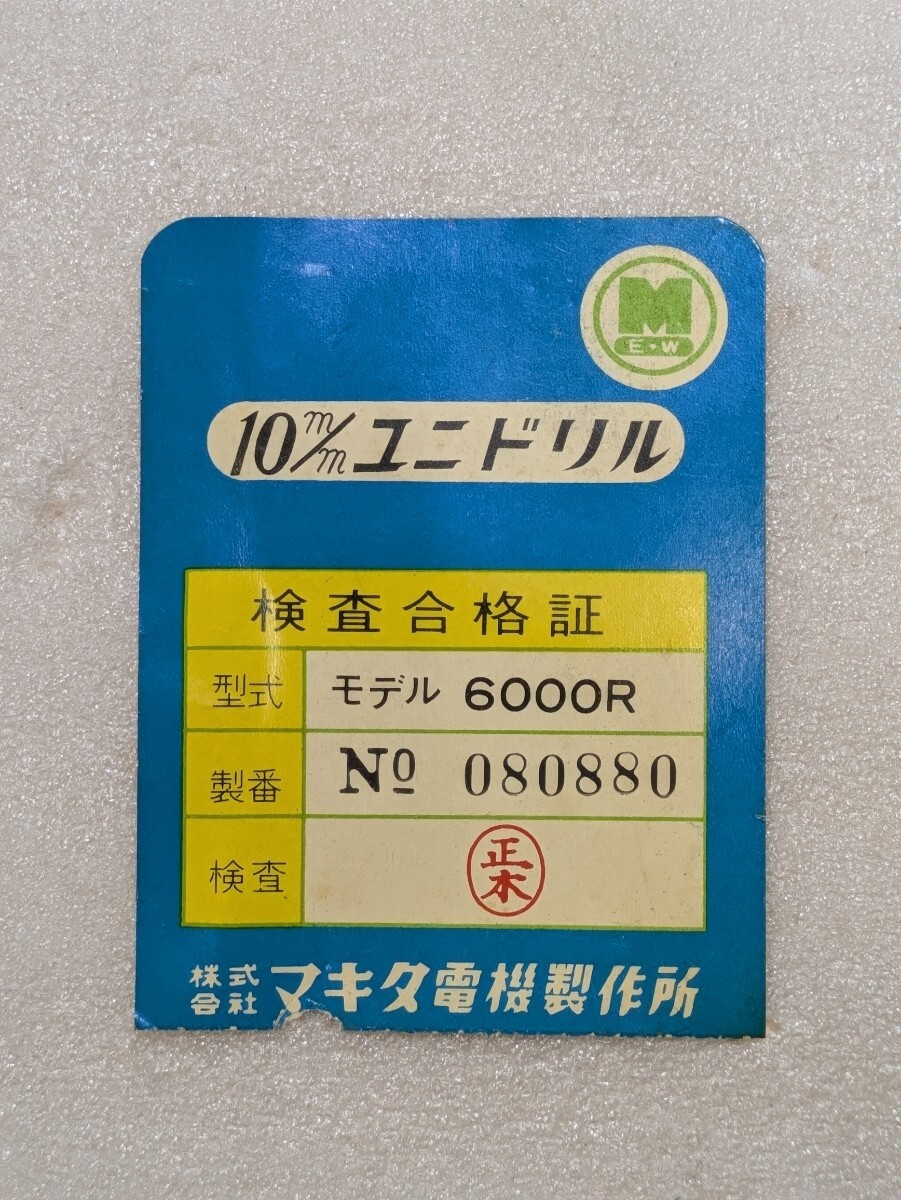 M
E・W
10m/m ユニドリル
検査合格証
型式 モデル 6000R
製番 № 080880
検査 正木
株式会社 マキタ電機製作所